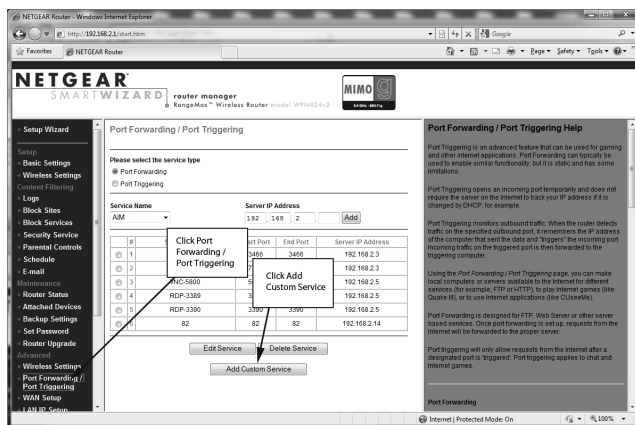 NETGEAR Router - Windows Internet Explorer
http://192.168.2.1/start.htm
Google
Favorites
NETGEAR Router
Page
Safety
Tools
NETGEAR
SMARTWIZARD router manager
RangeMax™ Wireless Router model WPN824v2
MIMO g
2.4 GHz - 802.11g
Setup Wizard
Setup
Basic Settings
Wireless Settings
Content Filtering
Logs
Block Sites
Block Services
Security Service
Parental Controls
Schedule
E-mail
Maintenance
Router Status
Attached Devices
Backup Settings
Set Password
Router Upgrade
Advanced
Wireless Settings
Port Forwarding /
Port Triggering
WAN Setup
LAN IP Setup
Port Forwarding / Port Triggering
Please select the service type
Port Forwarding
Port Triggering
Service Name Server IP Address
AIM 192 . 168 . 2 . Add
# S art Port End Port Server IP Address
1 3466 3466 192.168.2.3
2 192.168.2.3
3 VNC-5800 192.168.2.5
4 RDP-3389 192.168.2.3
5 RDP-3390 3390 3390 192.168.2.5
6 82 82 82 192.168.2.14
Click Port
Forwarding /
Port Triggering
Click Add
Custom Service
Edit Service Delete Service
Add Custom Service
Port Forwarding / Port Triggering Help
Port Triggering is an advanced feature that can be used for gaming
and other internet applications. Port Forwarding can typically be
used to enable similar functionality, but it is static and has some
limitations.
Port Triggering opens an incoming port temporarily and does not
require the server on the internet to track your IP address if it is
changed by DHCP, for example.
Port Triggering monitors outbound traffic. When the router detects
traffic on the specified outbound port, it remembers the IP address
of the computer that sent the data and "triggers" the incoming port.
Incoming traffic on the triggered port is then forwarded to the
triggering computer.
Using the Port Forwarding / Port Triggering page, you can make
local computers or servers available to the Internet for different
services (for example, FTP or HTTP), to play Internet games (like
Quake III), or to use Internet applications (like CUseeMe).
Port Forwarding is designed for FTP, Web Server or other server
based services. Once port forwarding is set up, requests from the
Internet will be forwarded to the proper server.
Port triggering will only allow requests from the Internet after a
designated port is 'triggered'. Port triggering applies to chat and
Internet games.
Port Forwarding
Internet | Protected Mode: On
100%